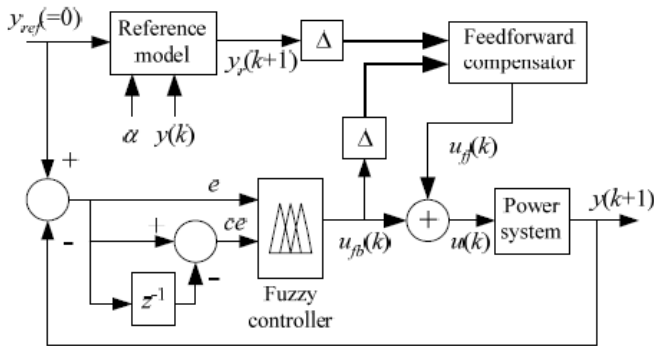 y_ref(=0)
Reference
model
y_r(k+1)
Δ
Feedforward
compensator
α
y(k)
Δ
u_ff(k)
+
e
-
+
ce
-
z^-1
Fuzzy
controller
u_fb(k)
+
u(k)
Power
system
y(k+1)